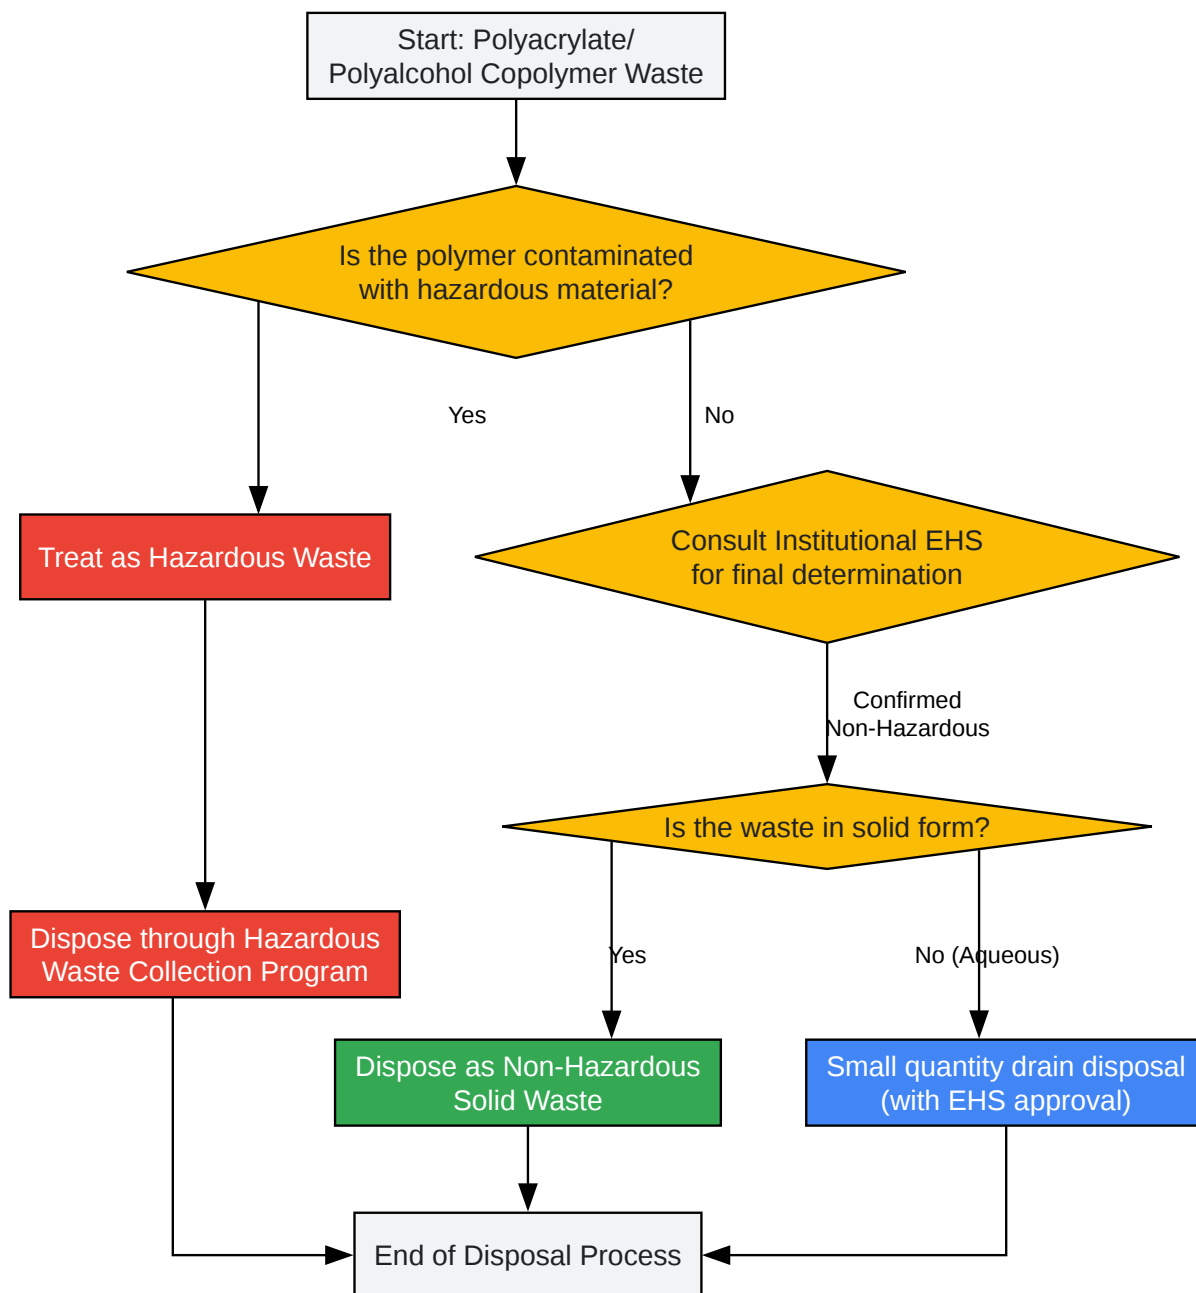 Start: Polyacrylate/
Polyalcohol Copolymer Waste
Is the polymer contaminated
with hazardous material?
Yes
No
Treat as Hazardous Waste
Consult Institutional EHS
for final determination
Confirmed
Non-Hazardous
Is the waste in solid form?
Dispose through Hazardous
Waste Collection Program
Yes
No (Aqueous)
Dispose as Non-Hazardous
Solid Waste
Small quantity drain disposal
(with EHS approval)
End of Disposal Process